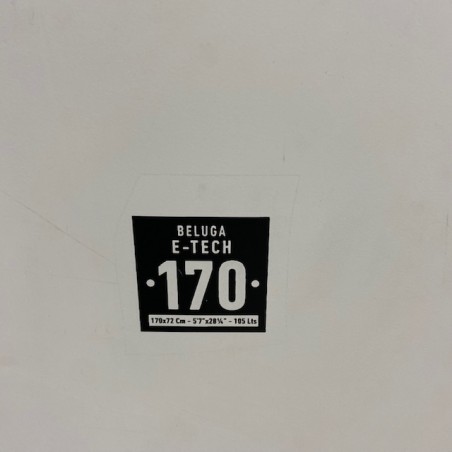 BELUGA
E-TECH
·170·
170x72 Cm - 5'7"x28¼" - 105 Lts